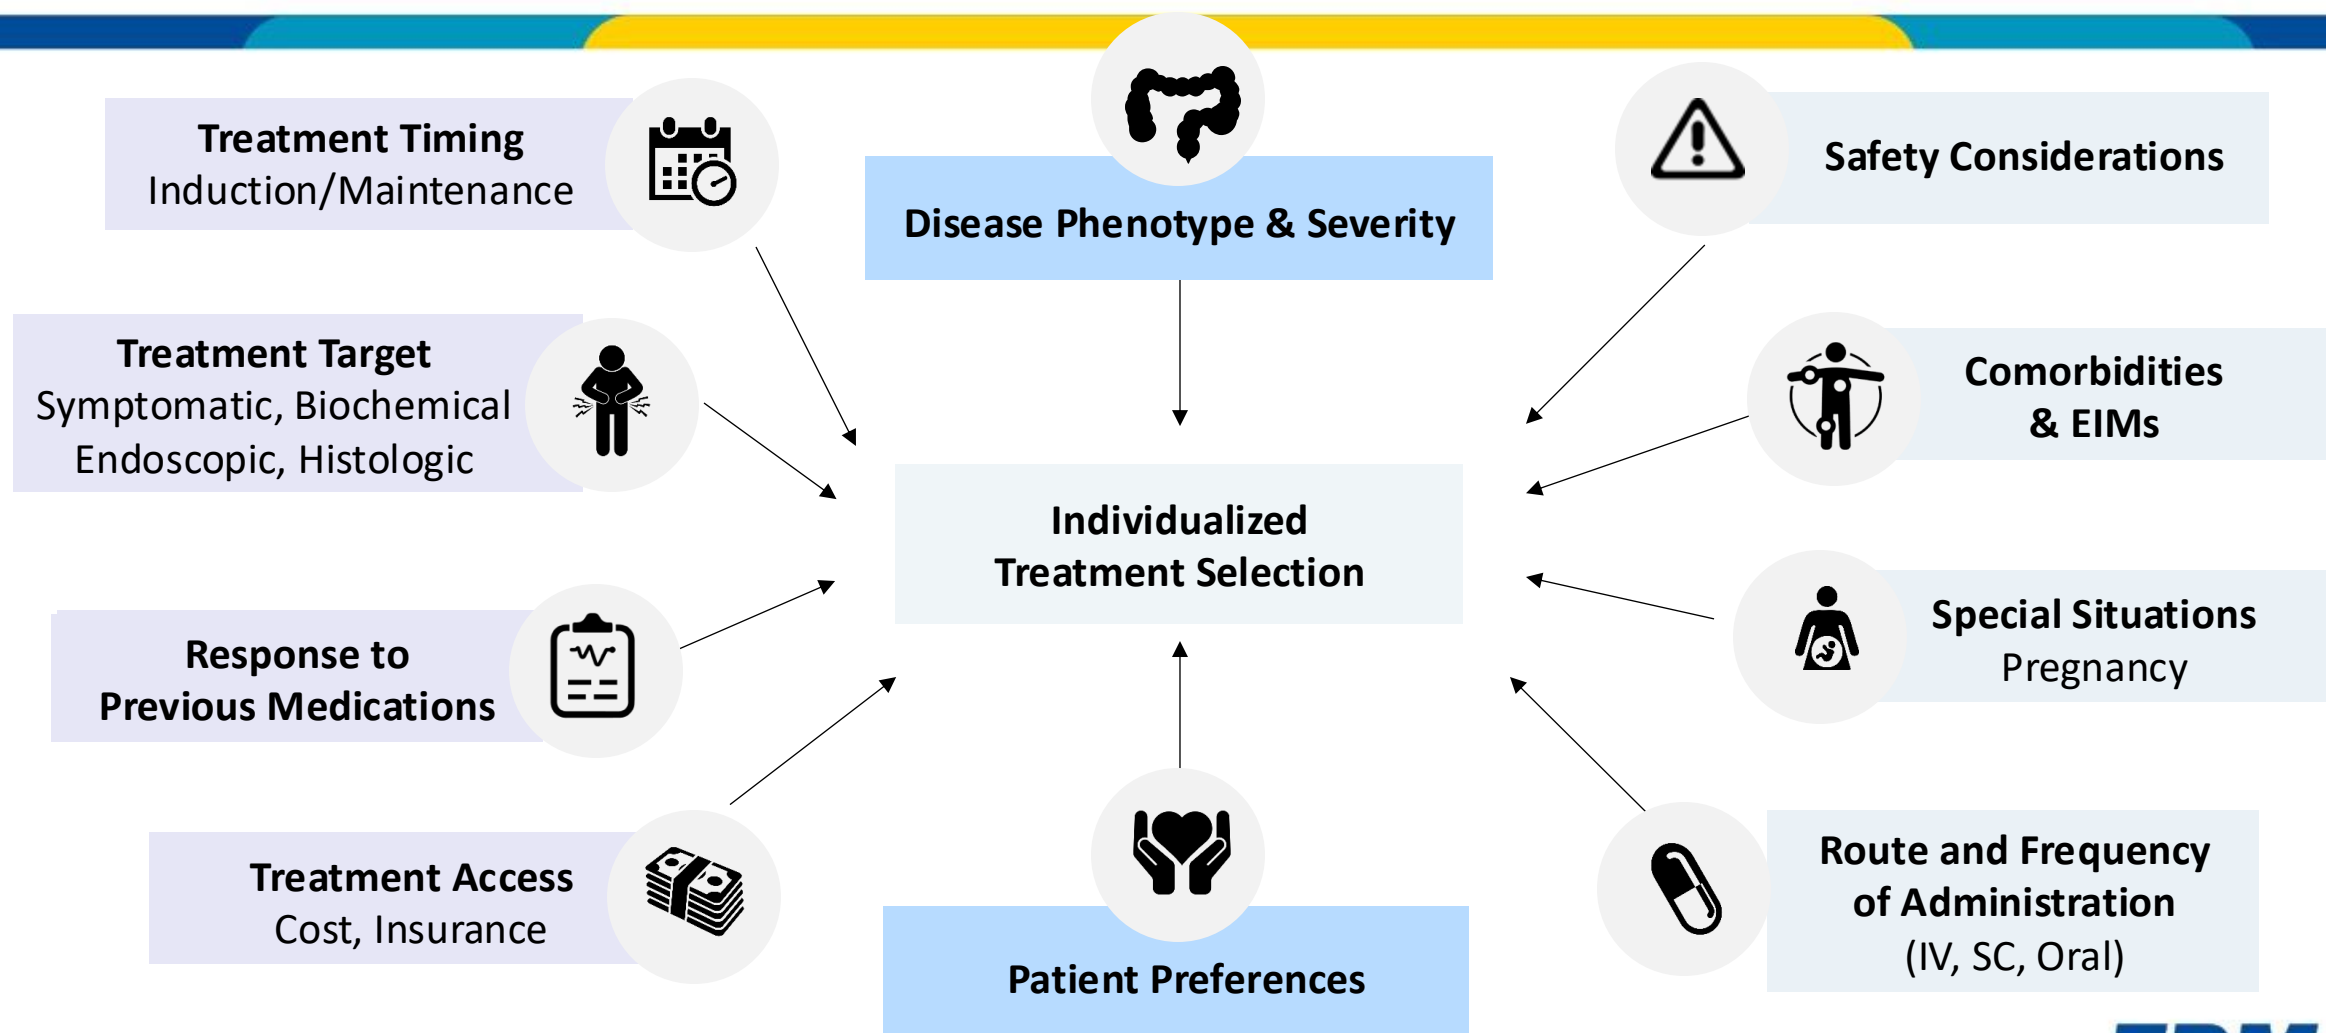 Treatment Timing
Induction/Maintenance
Disease Phenotype & Severity
Safety Considerations
Treatment Target
Symptomatic, Biochemical
Endoscopic, Histologic
Comorbidities
& EIMs
Individualized
Treatment Selection
Response to
Previous Medications
Special Situations
Pregnancy
Treatment Access
Cost, Insurance
Patient Preferences
Route and Frequency
of Administration
(IV, SC, Oral)